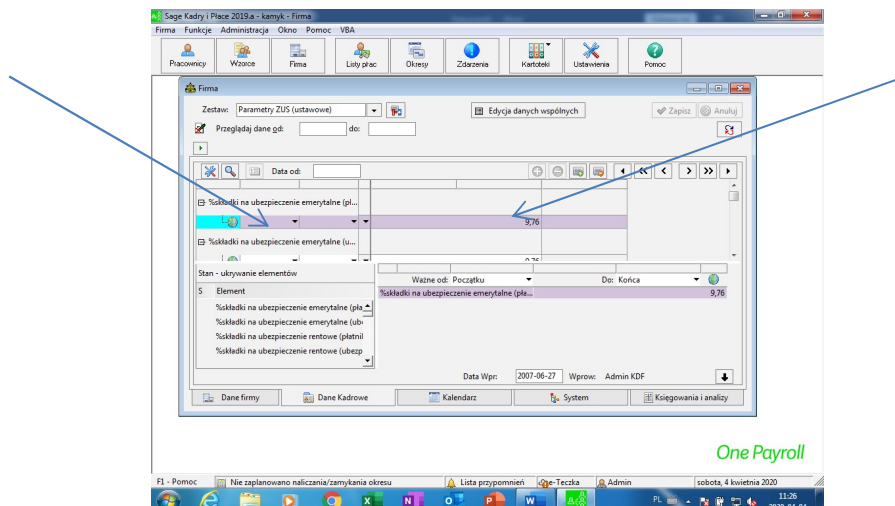 Sage Kadry i Płace 2019.a - kamyk - Firma
Firma Funkcje Administracja Okno Pomoc VBA
Pracownicy Wzorce Firma Listy płac Okresy Zdarzenia Kartoteki Ustawienia Pomoc
Firma
Zestaw: Parametry ZUS (ustawowe) Edycja danych wspólnych Zapisz Anuluj
Przeglądaj dane od: do:
Data od:
%składki na ubezpieczenie emerytalne (pł...
9,76
%składki na ubezpieczenie emerytalne (u...
9,76
Stan - ukrywanie elementów
Ważne od: Początku Do: Końca
S Element
%składki na ubezpieczenie emerytalne (pła...
9,76
%składki na ubezpieczenie emerytalne (pła
%składki na ubezpieczenie emerytalne (ube
%składki na ubezpieczenie rentowe (płatnil
%składki na ubezpieczenie rentowe (ubezp
Data Wpr: 2007-06-27 Wprow: Admin KDF
Dane firmy Dane Kadrowe Kalendarz System Księgowania i analizy
One Payroll
F1 - Pomoc Nie zaplanowano naliczania/zamykania okresu Lista przypomnień e-Teczka Admin sobota, 4 kwietnia 2020
PL 11:26
2020-04-04